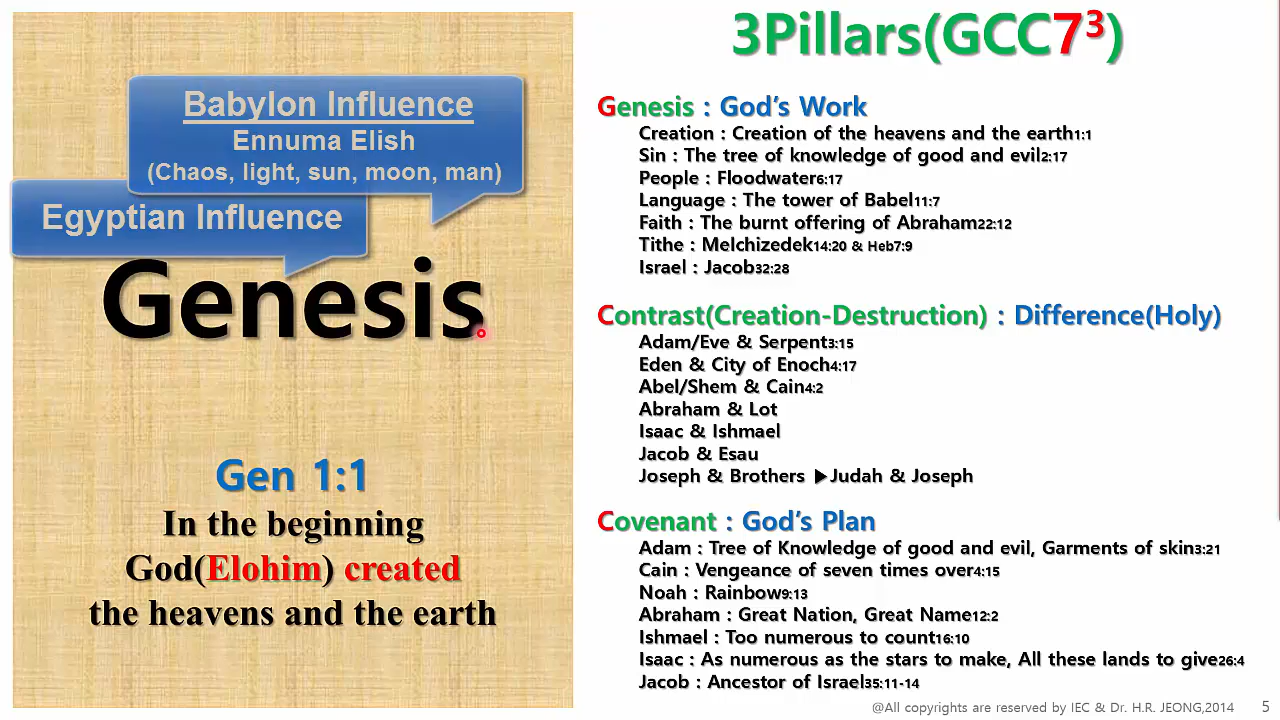 Babylon Influence
Ennuma Elish
(Chaos, light, sun, moon, man)
Egyptian Influence
Genesis
Gen 1:1
In the beginning
God(Elohim) created
the heavens and the earth
3Pillars(GCC7³)
Genesis : God's Work
Creation : Creation of the heavens and the earth1:1
Sin : The tree of knowledge of good and evil2:17
People : Floodwater6:17
Language : The tower of Babel11:7
Faith : The burnt offering of Abraham22:12
Tithe : Melchizedek14:20 & Heb7:9
Israel : Jacob32:28
Contrast(Creation-Destruction) : Difference(Holy)
Adam/Eve & Serpent3:15
Eden & City of Enoch4:17
Abel/Shem & Cain4:2
Abraham & Lot
Isaac & Ishmael
Jacob & Esau
Joseph & Brothers ▶Judah & Joseph
Covenant : God's Plan
Adam : Tree of Knowledge of good and evil, Garments of skin3:21
Cain : Vengeance of seven times over4:15
Noah : Rainbow9:13
Abraham : Great Nation, Great Name12:2
Ishmael : Too numerous to count16:10
Isaac : As numerous as the stars to make, All these lands to give26:4
Jacob : Ancestor of Israel35:11-14
@All copyrights are reserved by IEC & Dr. H.R. JEONG,2014 5